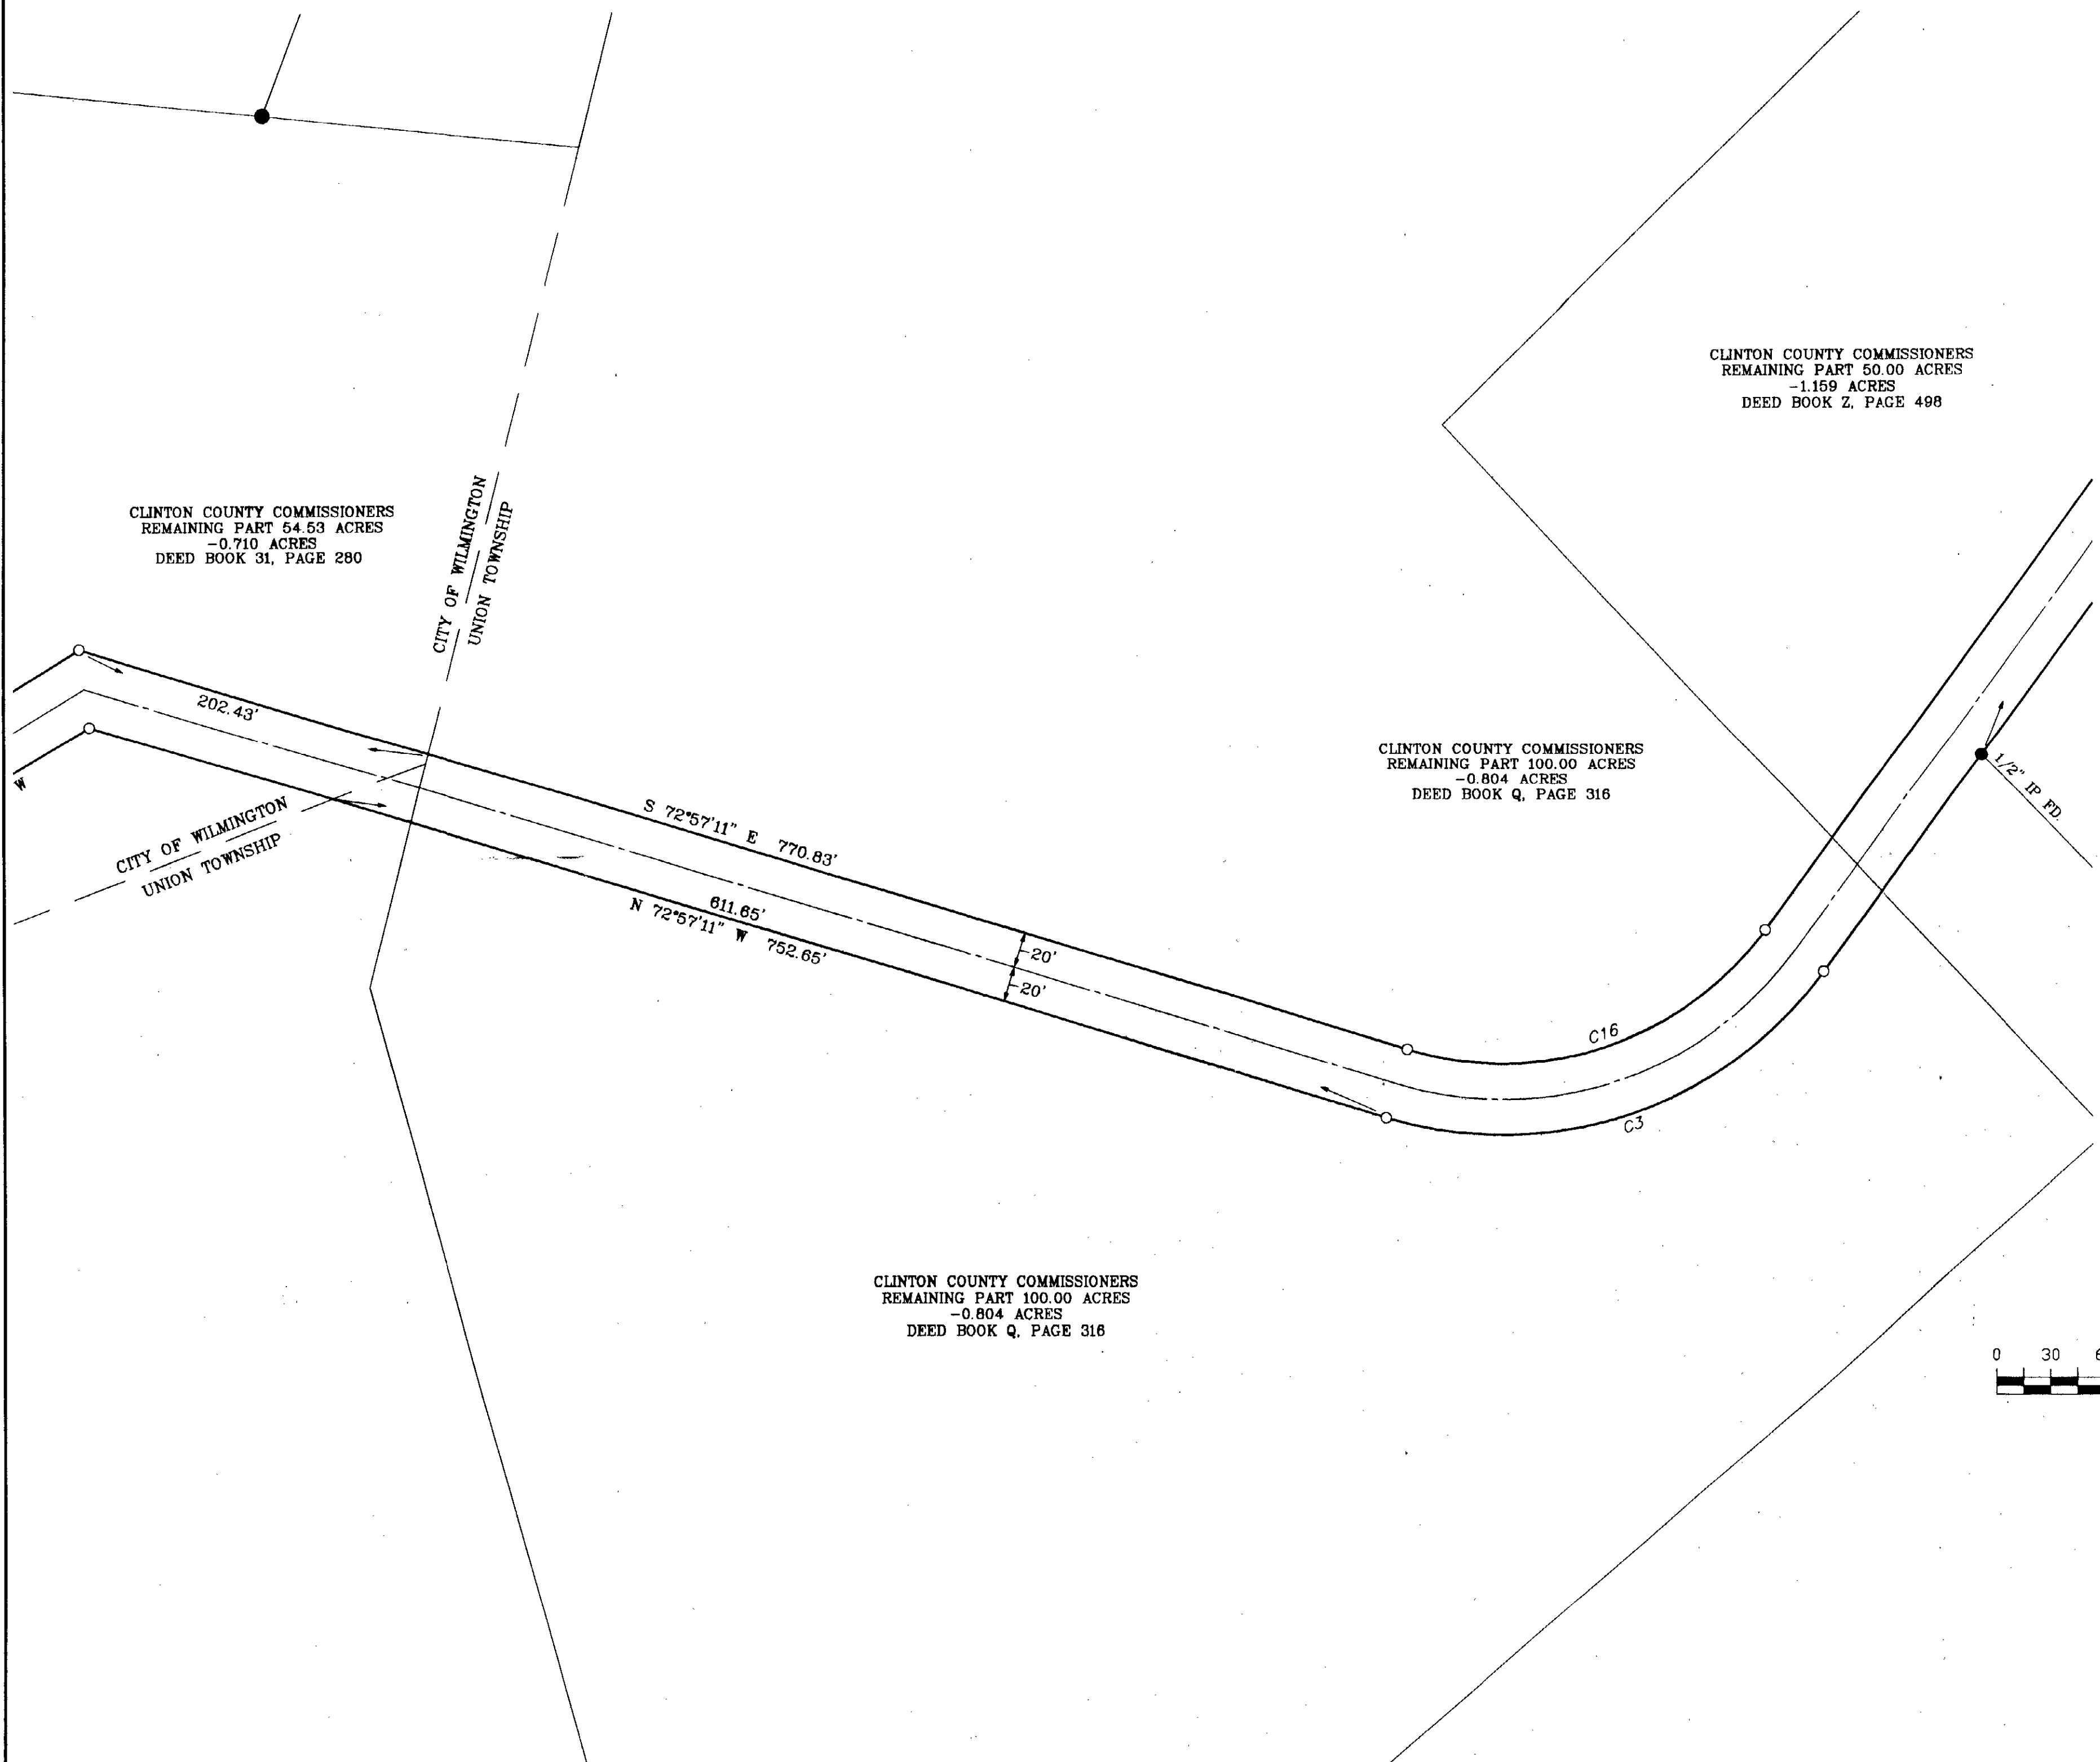 CLINTON COUNTY COMMISSIONERS
REMAINING PART 50.00 ACRES
-1.159 ACRES
DEED BOOK Z, PAGE 498
CLINTON COUNTY COMMISSIONERS
REMAINING PART 54.53 ACRES
-0.710 ACRES
DEED BOOK 31, PAGE 280
CITY OF WILMINGTON
UNION TOWNSHIP
202.43'
W
CITY OF WILMINGTON
UNION TOWNSHIP
S 72°57'11" E 770.83'
611.65'
N 72°57'11" W 752.65'
20'
20'
CLINTON COUNTY COMMISSIONERS
REMAINING PART 100.00 ACRES
-0.804 ACRES
DEED BOOK Q, PAGE 316
1/2" IP FD.
C16
C3
CLINTON COUNTY COMMISSIONERS
REMAINING PART 100.00 ACRES
-0.804 ACRES
DEED BOOK Q, PAGE 316
0 30